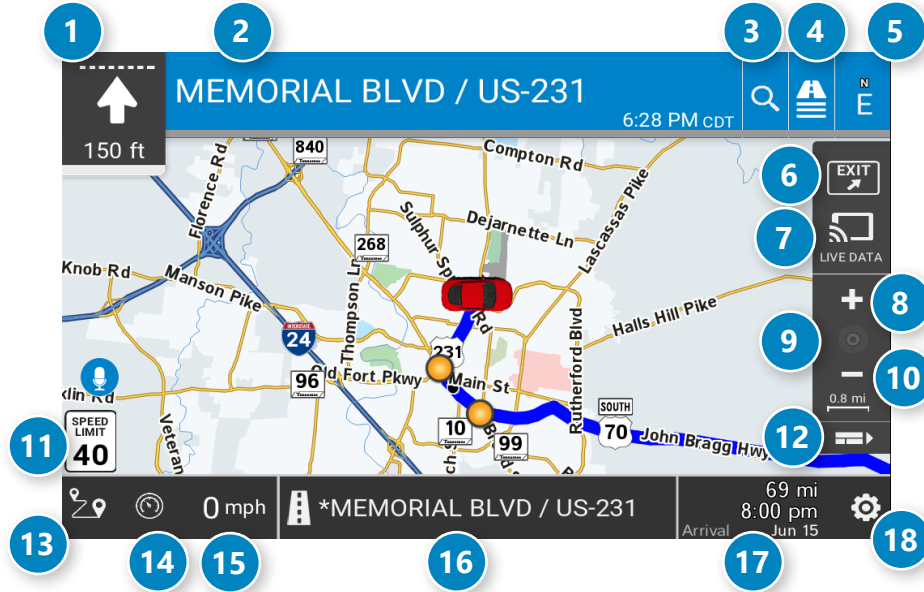 1
2
3
4
5
MEMORIAL BLVD / US-231
N
E
6:28 PM CDT
150 ft
840
Compton Rd
Florence Rd
6
EXIT
Lascassas Pike
Sulphur Sp
Dejarnette Ln
7
LIVE DATA
268
Knob Rd
Manson Pike
Thompson Ln
Rd
8
INTERSTATE
24
Halls Hill Pike
Rutherford Blvd
9
231
Old Fort Pkwy
Main St
10
96
klin Rd
0.8 mi
SPEED
LIMIT
40
11
Veteran
SOUTH
70
10
99
John Bragg Hwy
12
0 mph
*MEMORIAL BLVD / US-231
69 mi
8:00 pm
Arrival Jun 15
13
14
15
16
17
18